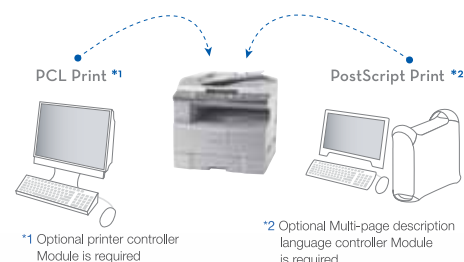 PCL Print *1
PostScript Print *2
*1 Optional printer controller
Module is required
*2 Optional Multi-page description
language controller Module
is required